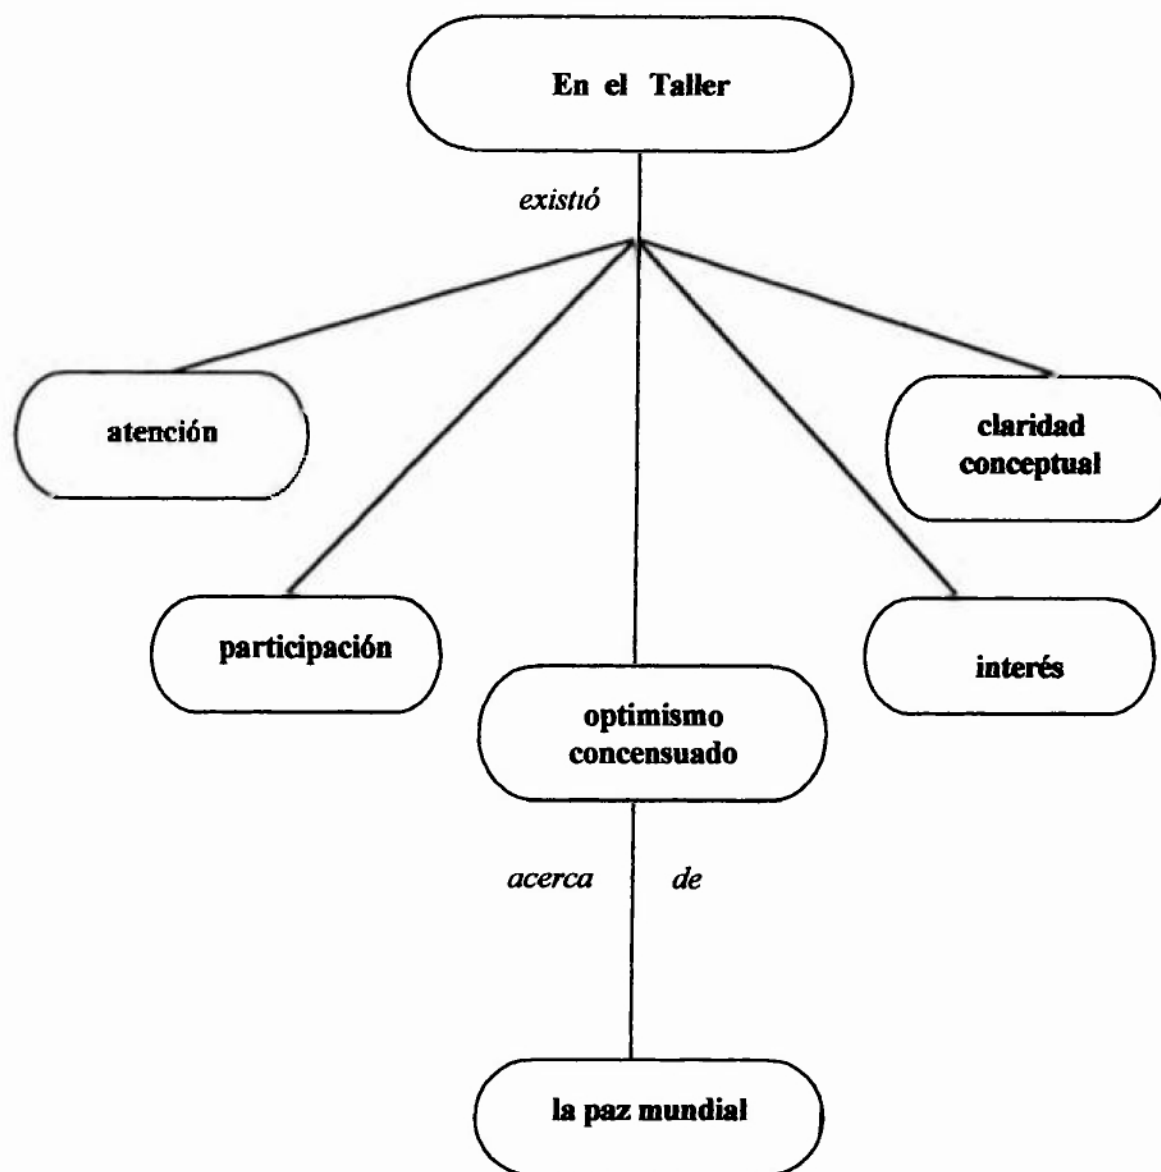 En el Taller
existió
atención
claridad
conceptual
participación
interés
optimismo
concensuado
acerca de
la paz mundial